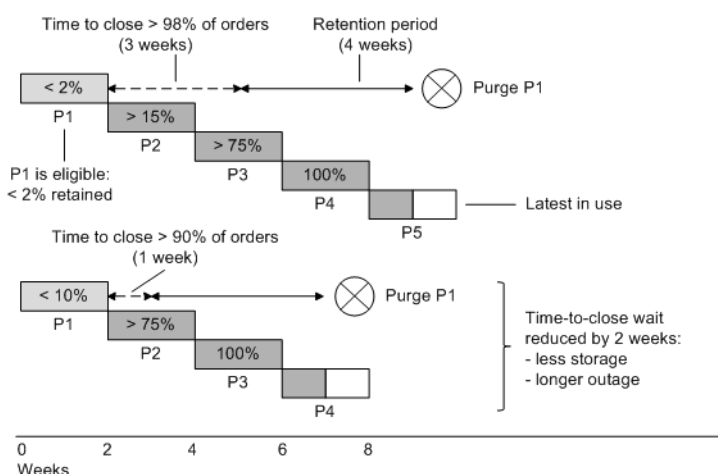 Time to close > 98% of orders
(3 weeks)
Retention period
(4 weeks)
< 2%
Purge P1
P1
> 15%
P2
> 75%
P1 is eligible:
< 2% retained
P3
100%
P4
Latest in use
P5
Time to close > 90% of orders
(1 week)
< 10%
Purge P1
P1
> 75%
P2
100%
P3
P4
Time-to-close wait
reduced by 2 weeks:
- less storage
- longer outage
0 2 4 6 8
Weeks